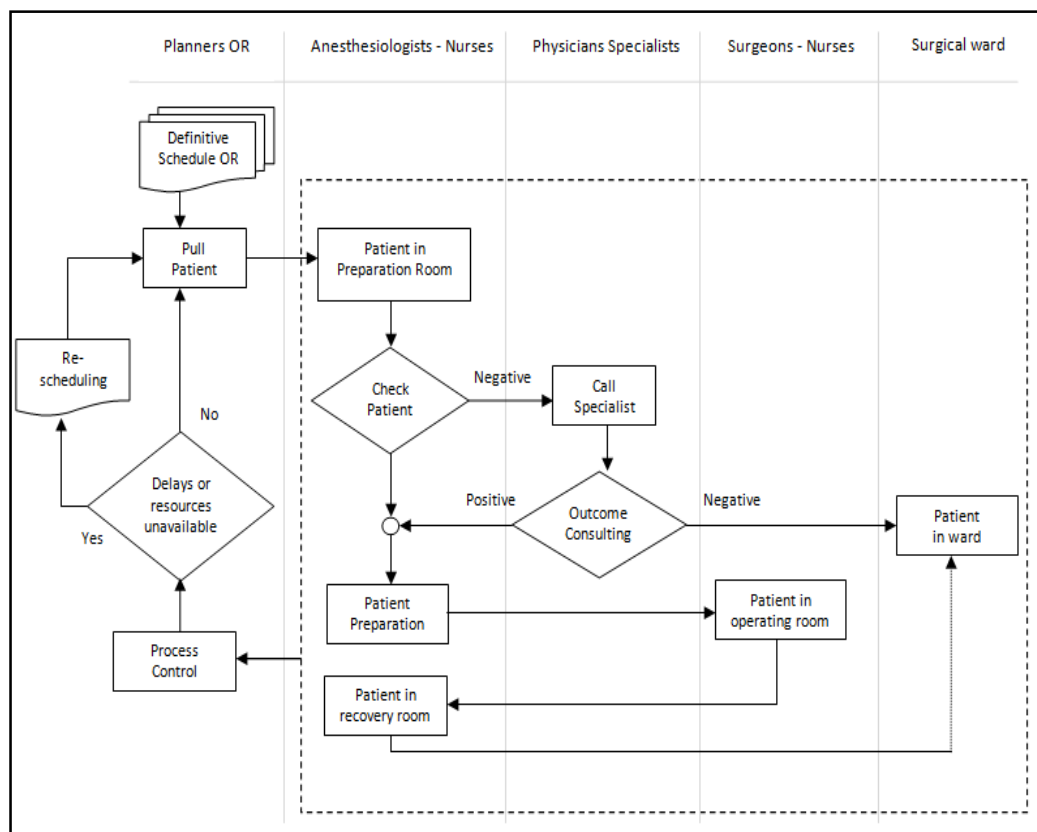 Planners OR
Anesthesiologists - Nurses
Physicians Specialists
Surgeons - Nurses
Surgical ward
Definitive
Schedule OR
Pull
Patient
Patient in
Preparation Room
Re-
scheduling
Check
Patient
Negative
Call
Specialist
No
Delays or
resources
unavailable
Yes
Positive
Outcome
Consulting
Negative
Patient
in ward
Patient
Preparation
Patient in
operating room
Process
Control
Patient in
recovery room